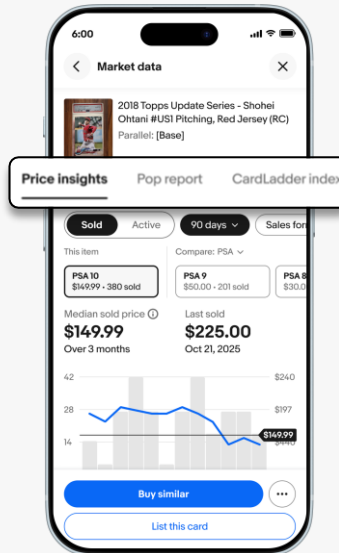 6:00
Market data
2018 Topps Update Series - Shohei
Ohtani #US1 Pitching, Red Jersey (RC)
Parallel: [Base]
Price insights Pop report CardLadder index
Sold Active 90 days Sales for
This item Compare: PSA
PSA 10 PSA 9 PSA 8
$149.99 • 380 sold $50.00 • 201 sold $30.0
Median sold price Last sold
$149.99 $225.00
Over 3 months Oct 21, 2025
42 $240
28 $197
$149.99
14
Buy similar
List this card